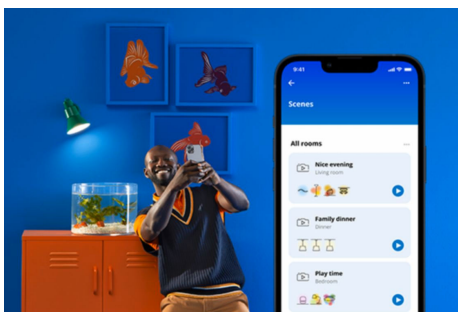 9:41
Scenes
All rooms
Nice evening
Living room
Family dinner
Dinner
Play time
Bedroom